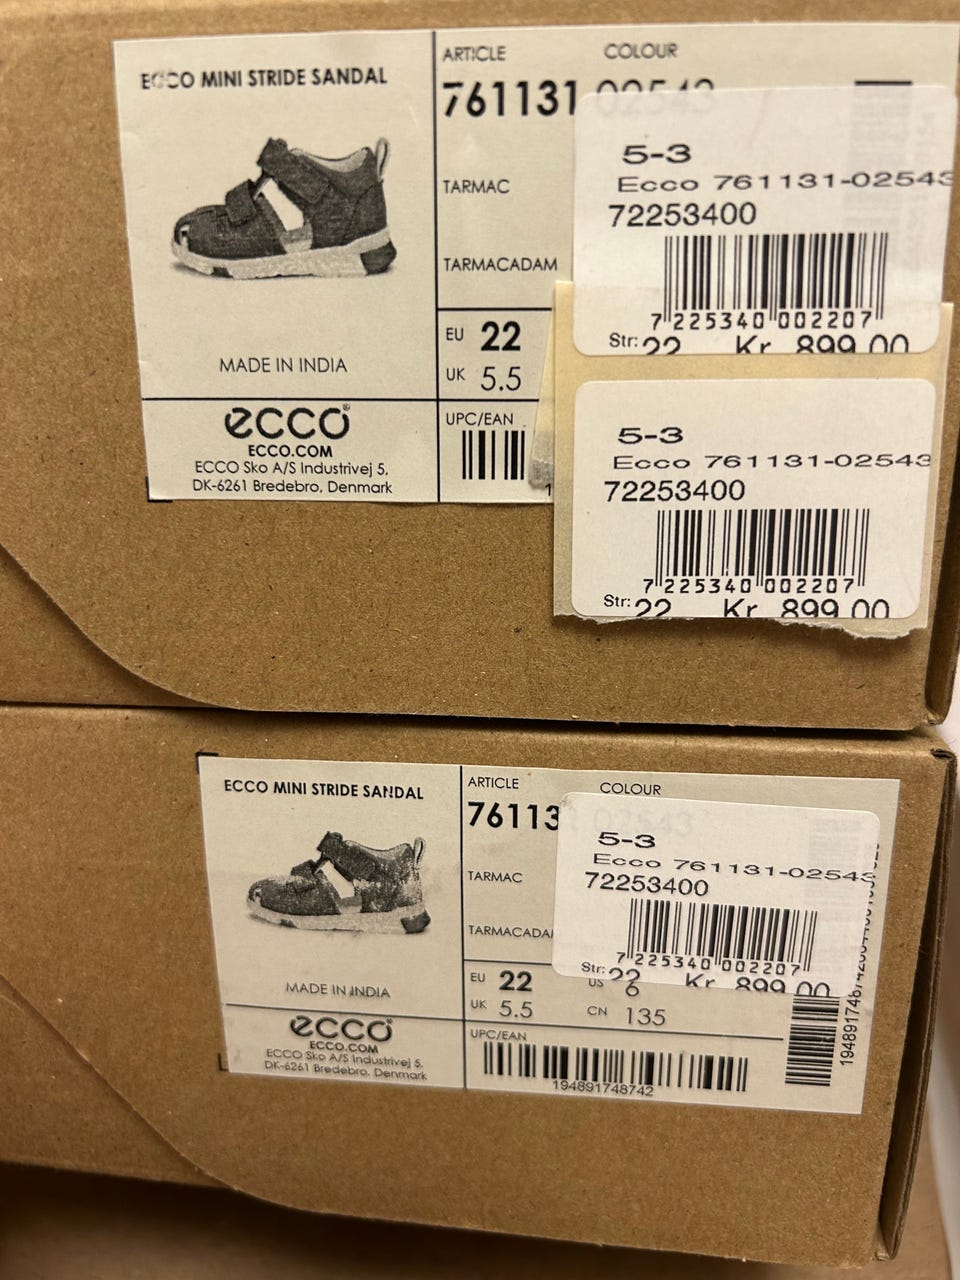 ECCO MINI STRIDE SANDAL
ARTICLE COLOUR
761131 02543
TARMAC
TARMACADAM
EU 22
UK 5.5
UPC/EAN
MADE IN INDIA
ecco
ECCO.COM
ECCO Sko A/S Industrivej 5,
DK-6261 Bredebro, Denmark
5-3
Ecco 761131-02543
72253400
7 225340 002207
Str: 22 Kr 899.00
5-3
Ecco 761131-02543
72253400
7 225340 002207
Str: 22 Kr 899.00
ECCO MINI STRIDE SANDAL
ARTICLE COLOUR
76113 02543
TARMAC
TARMACADA
EU 22 US 6
UK 5.5 CN 135
UPC/EAN
194891748742
MADE IN INDIA
ecco
ECCO.COM
ECCO Sko A/S Industrivej 5,
DK-6261 Bredebro, Denmark
5-3
Ecco 761131-02543
72253400
7 225340 002207
Str: 22 Kr 899.00